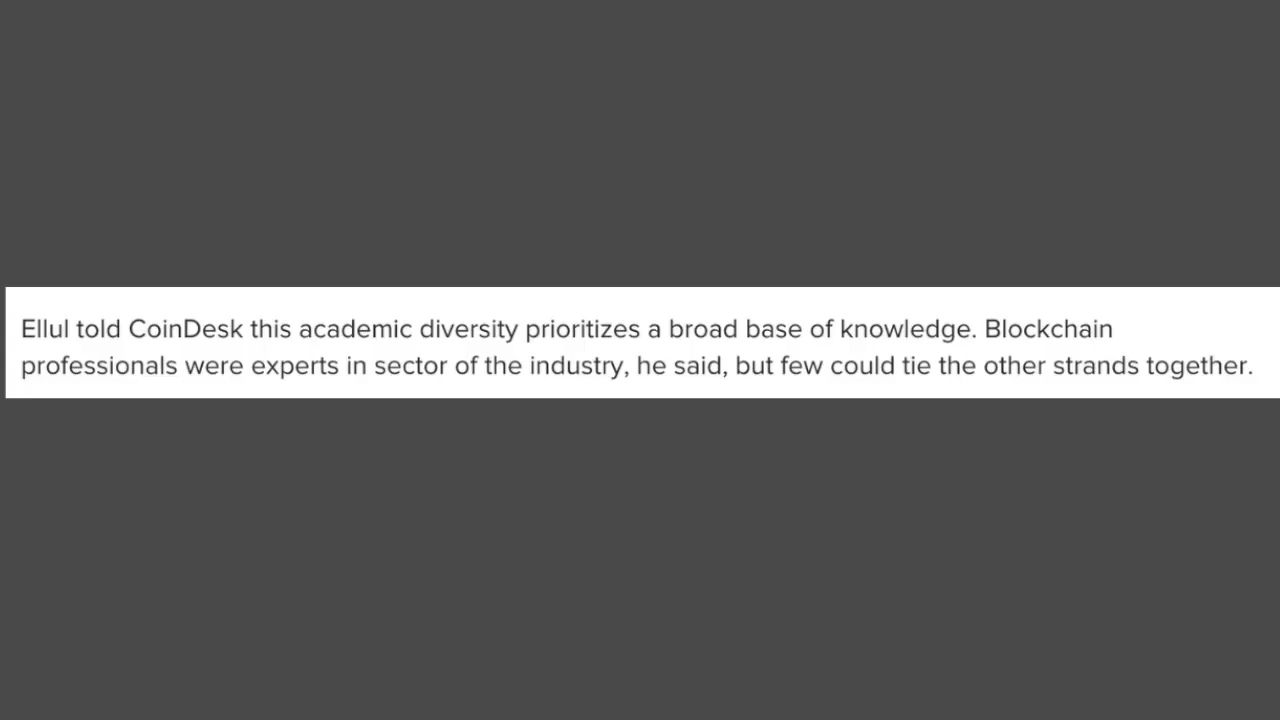 Ellul told CoinDesk this academic diversity prioritizes a broad base of knowledge. Blockchain
professionals were experts in sector of the industry, he said, but few could tie the other strands together.